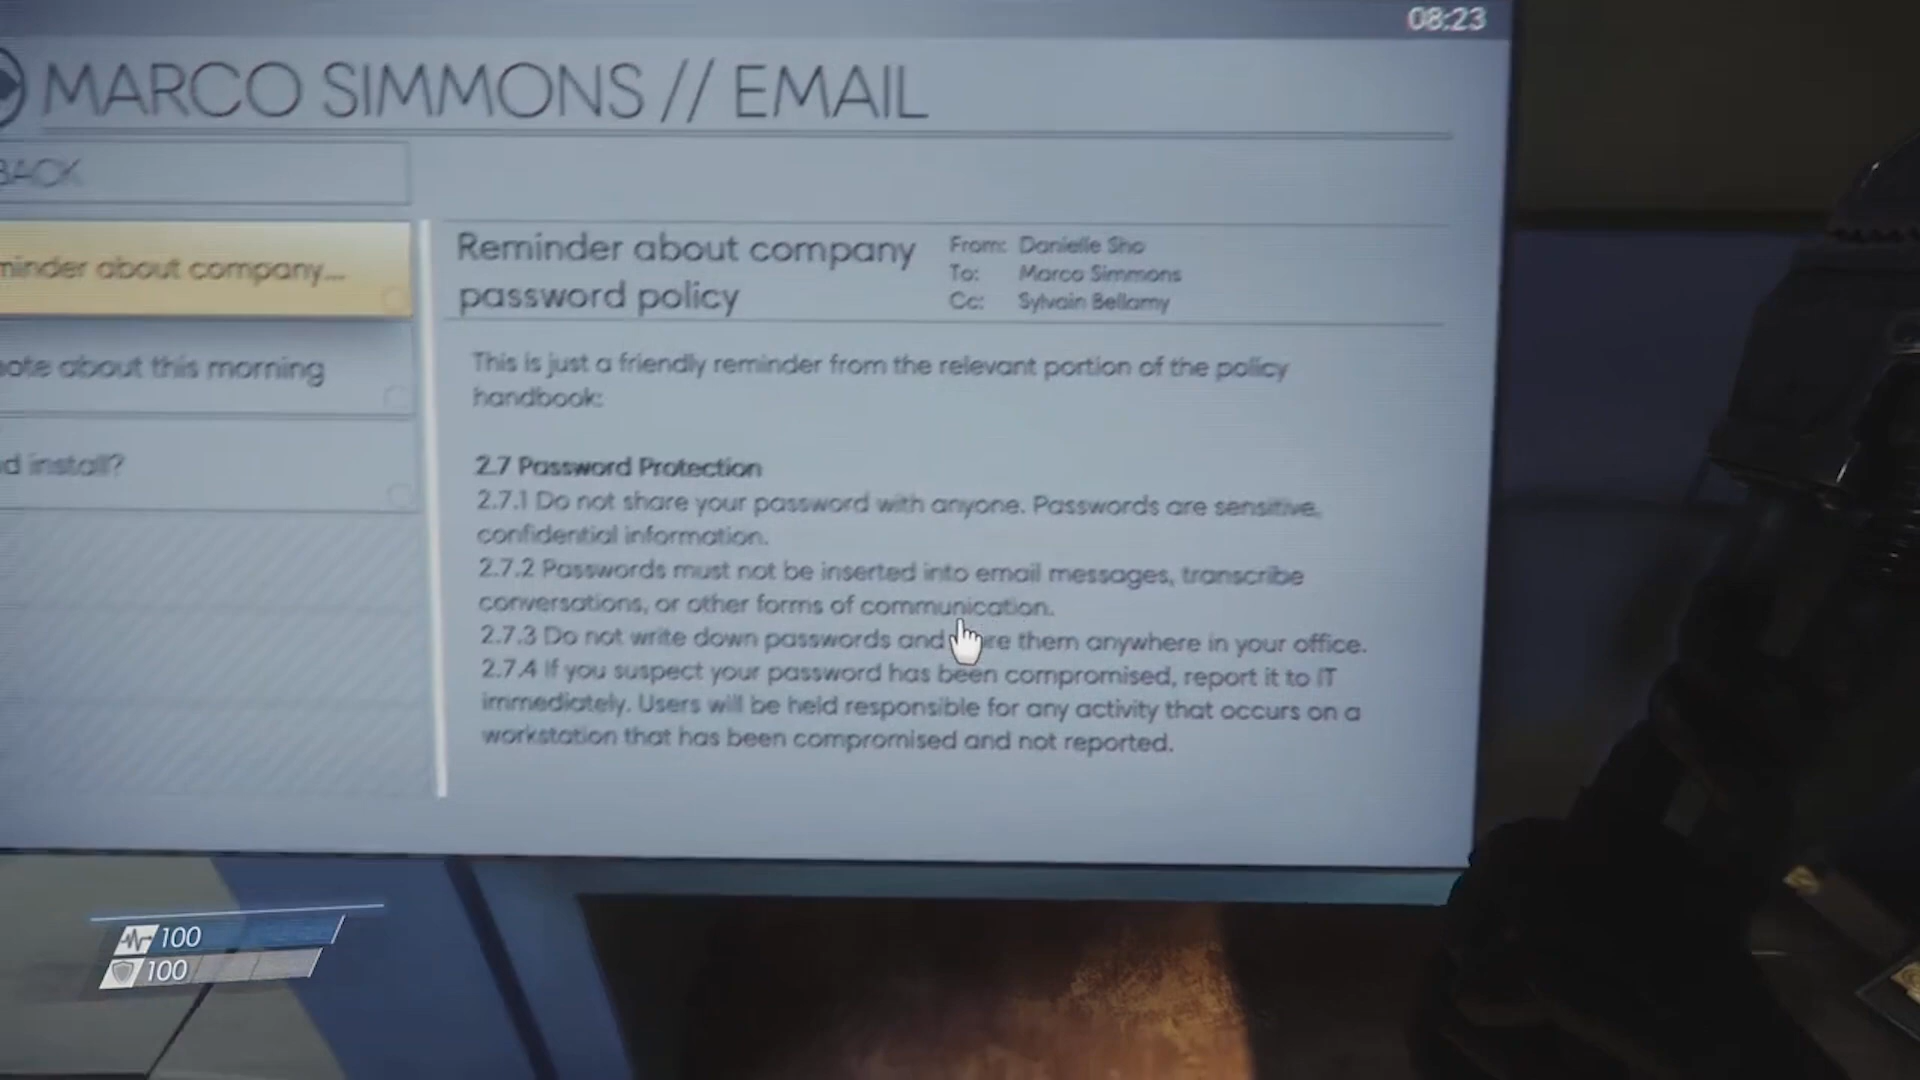 08:23
MARCO SIMMONS // EMAIL
BACK
minder about company...
note about this morning
d install?
Reminder about company
password policy
From: Danielle Sho
To: Marco Simmons
Cc: Sylvain Bellamy
This is just a friendly reminder from the relevant portion of the policy
handbook:
2.7 Password Protection
2.7.1 Do not share your password with anyone. Passwords are sensitive,
confidential information.
2.7.2 Passwords must not be inserted into email messages, transcribe
conversations, or other forms of communication.
2.7.3 Do not write down passwords and re them anywhere in your office.
2.7.4 If you suspect your password has been compromised, report it to IT
immediately. Users will be held responsible for any activity that occurs on a
workstation that has been compromised and not reported.
100
100